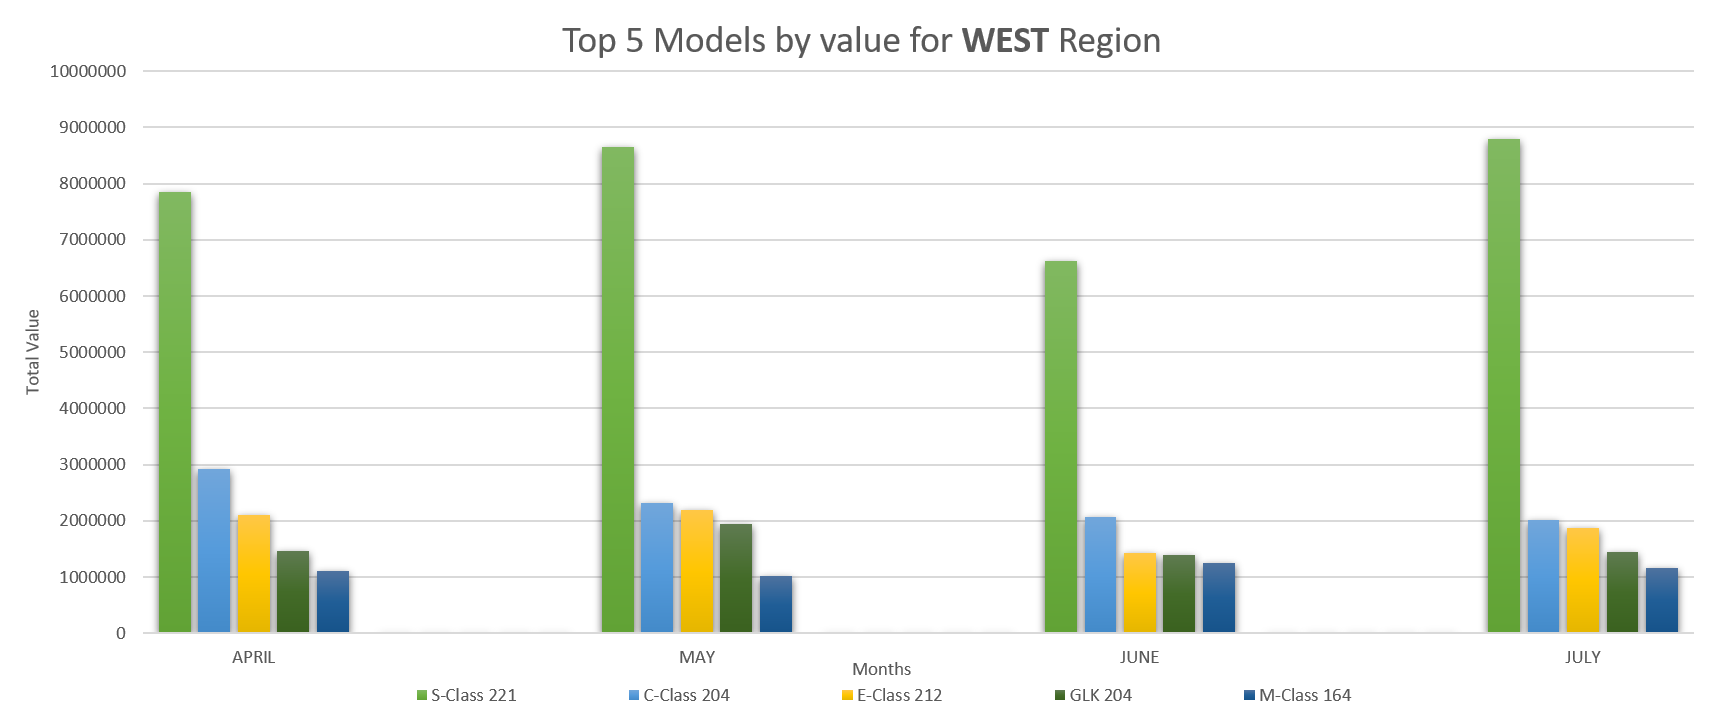 Top 5 Models by value for WEST Region
10000000
9000000
8000000
7000000
6000000
5000000
4000000
3000000
2000000
1000000
0
Total Value
APRIL MAY JUNE JULY
Months
S-Class 221 C-Class 204 E-Class 212 GLK 204 M-Class 164